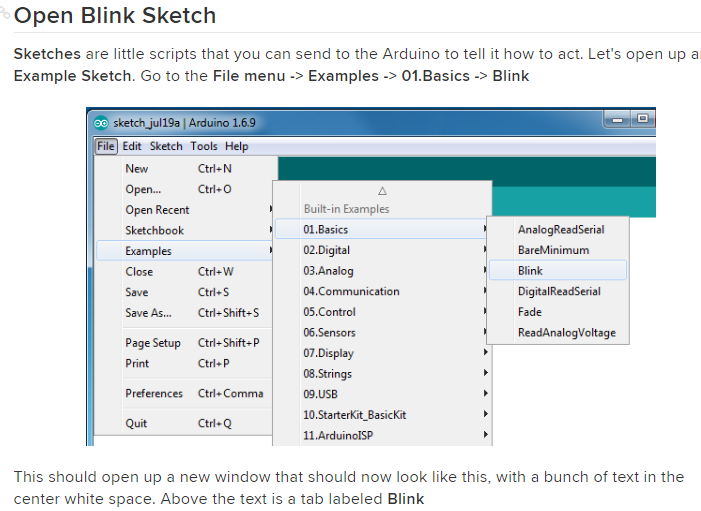 Open Blink Sketch
Sketches are little scripts that you can send to the Arduino to tell it how to act. Let's open up a
Example Sketch. Go to the File menu -> Examples -> 01.Basics -> Blink
sketch_jul19a | Arduino 1.6.9
File Edit Sketch Tools Help
New Ctrl+N
Open... Ctrl+O
Open Recent
Sketchbook
Examples
Close Ctrl+W
Save Ctrl+S
Save As... Ctrl+Shift+S
Page Setup Ctrl+Shift+P
Print Ctrl+P
Preferences Ctrl+Comma
Quit Ctrl+Q
Built-in Examples
01.Basics
02.Digital
03.Analog
04.Communication
05.Control
06.Sensors
07.Display
08.Strings
09.USB
10.StarterKit_BasicKit
11.ArduinoISP
AnalogReadSerial
BareMinimum
Blink
DigitalReadSerial
Fade
ReadAnalogVoltage
This should open up a new window that should now look like this, with a bunch of text in the
center white space. Above the text is a tab labeled Blink